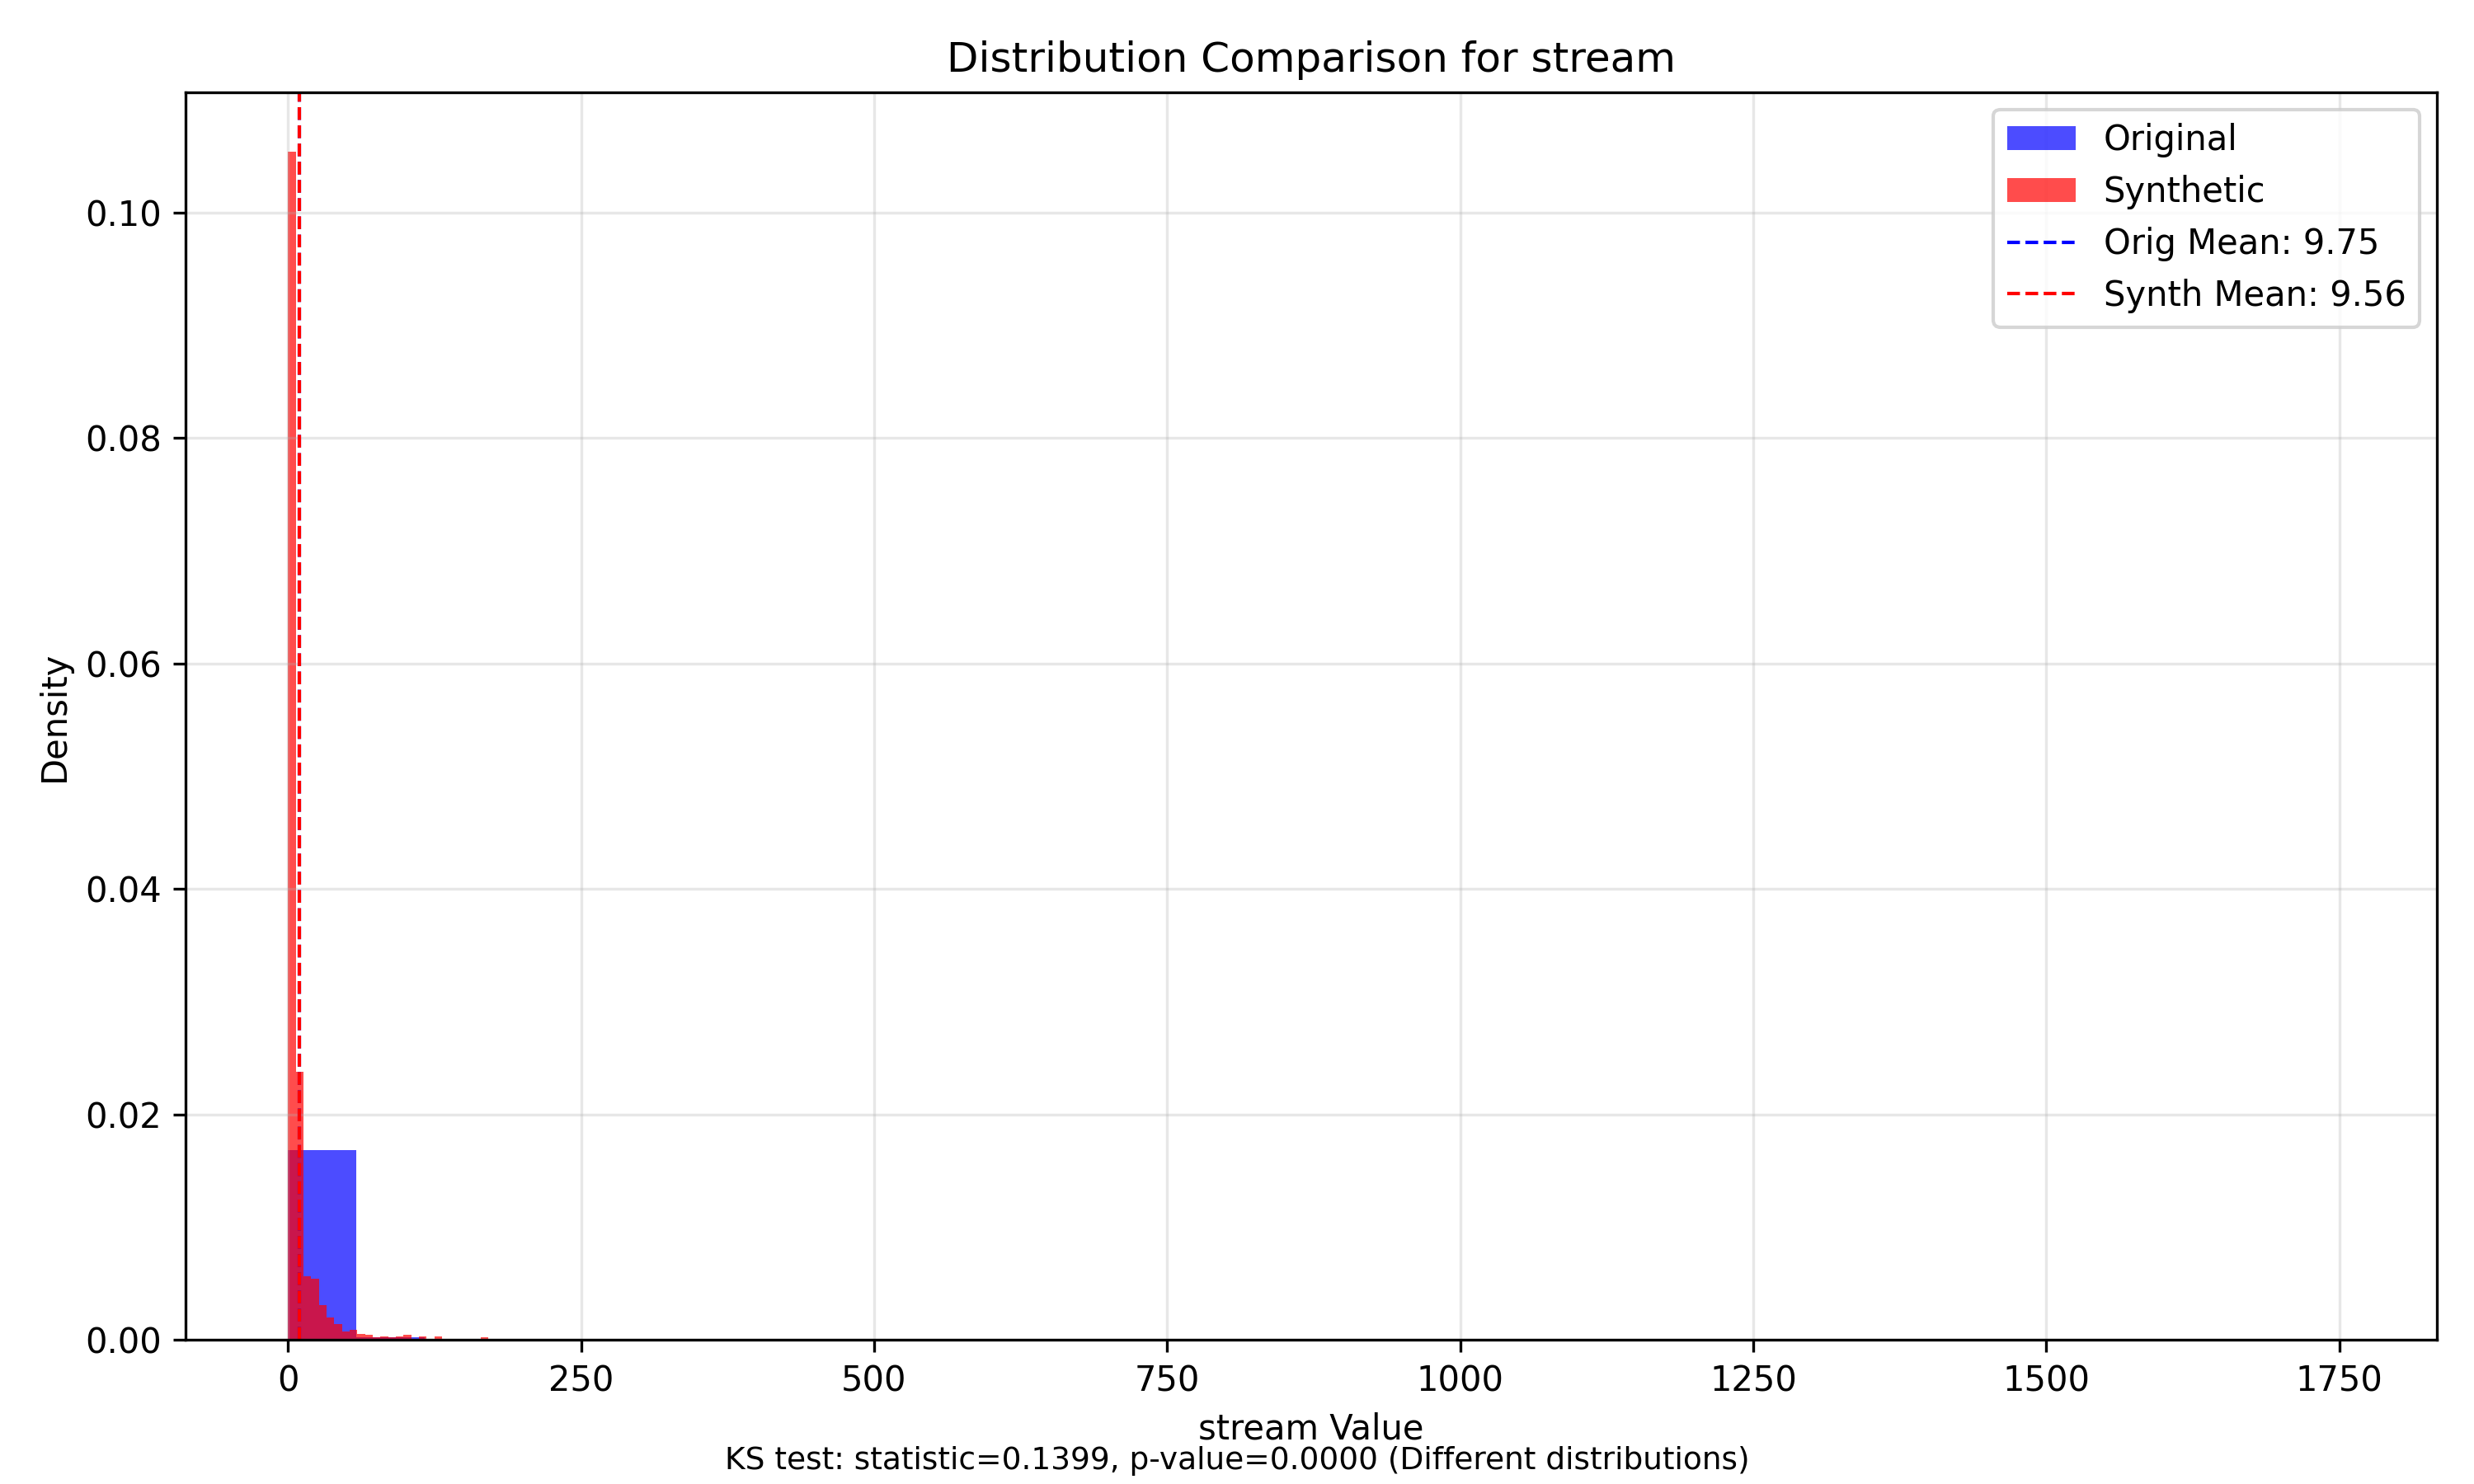 Distribution Comparison for stream
Original
Synthetic
Orig Mean: 9.75
Synth Mean: 9.56
Density
0.10
0.08
0.06
0.04
0.02
0.00
0 250 500 750 1000 1250 1500 1750
stream Value
KS test: statistic=0.1399, p-value=0.0000 (Different distributions)